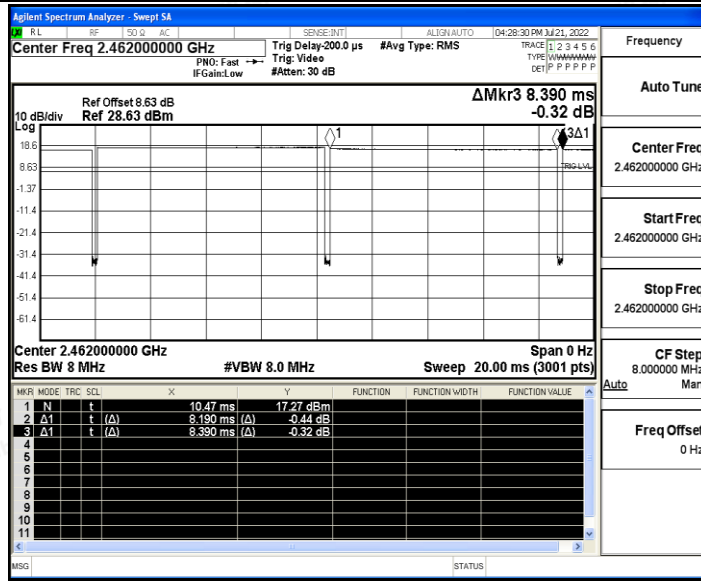 Agilent Spectrum Analyzer - Swept SA
RL RF 50 Ω AC SENSE:INT ALIGN AUTO 04:28:30 PM Jul 21, 2022
Center Freq 2.462000000 GHz
PNO: Fast
IFGain:Low
Trig Delay-200.0 µs
Trig: Video
#Atten: 30 dB
#Avg Type: RMS
TRACE 1 2 3 4 5 6
TYPE WWWWWW
DET P P P P P P
ΔMkr3 8.390 ms
-0.32 dB
Ref Offset 8.63 dB
10 dB/div Ref 28.63 dBm
Log
1
3Δ1
18.6
8.63
TRIG LVL
-1.37
-11.4
-21.4
-31.4
-41.4
-51.4
-61.4
Center 2.462000000 GHz Span 0 Hz
Res BW 8 MHz #VBW 8.0 MHz Sweep 20.00 ms (3001 pts)
MKR MODE TRC SCL X Y FUNCTION FUNCTION WIDTH FUNCTION VALUE
1 N t 10.47 ms 17.27 dBm
2 Δ1 t (Δ) 8.190 ms (Δ) -0.44 dB
3 Δ1 t (Δ) 8.390 ms (Δ) -0.32 dB
4
5
6
7
8
9
10
11
MSG STATUS
Frequency
Auto Tune
Center Freq
2.462000000 GHz
Start Freq
2.462000000 GHz
Stop Freq
2.462000000 GHz
CF Step
8.000000 MHz
Auto Man
Freq Offset
0 Hz